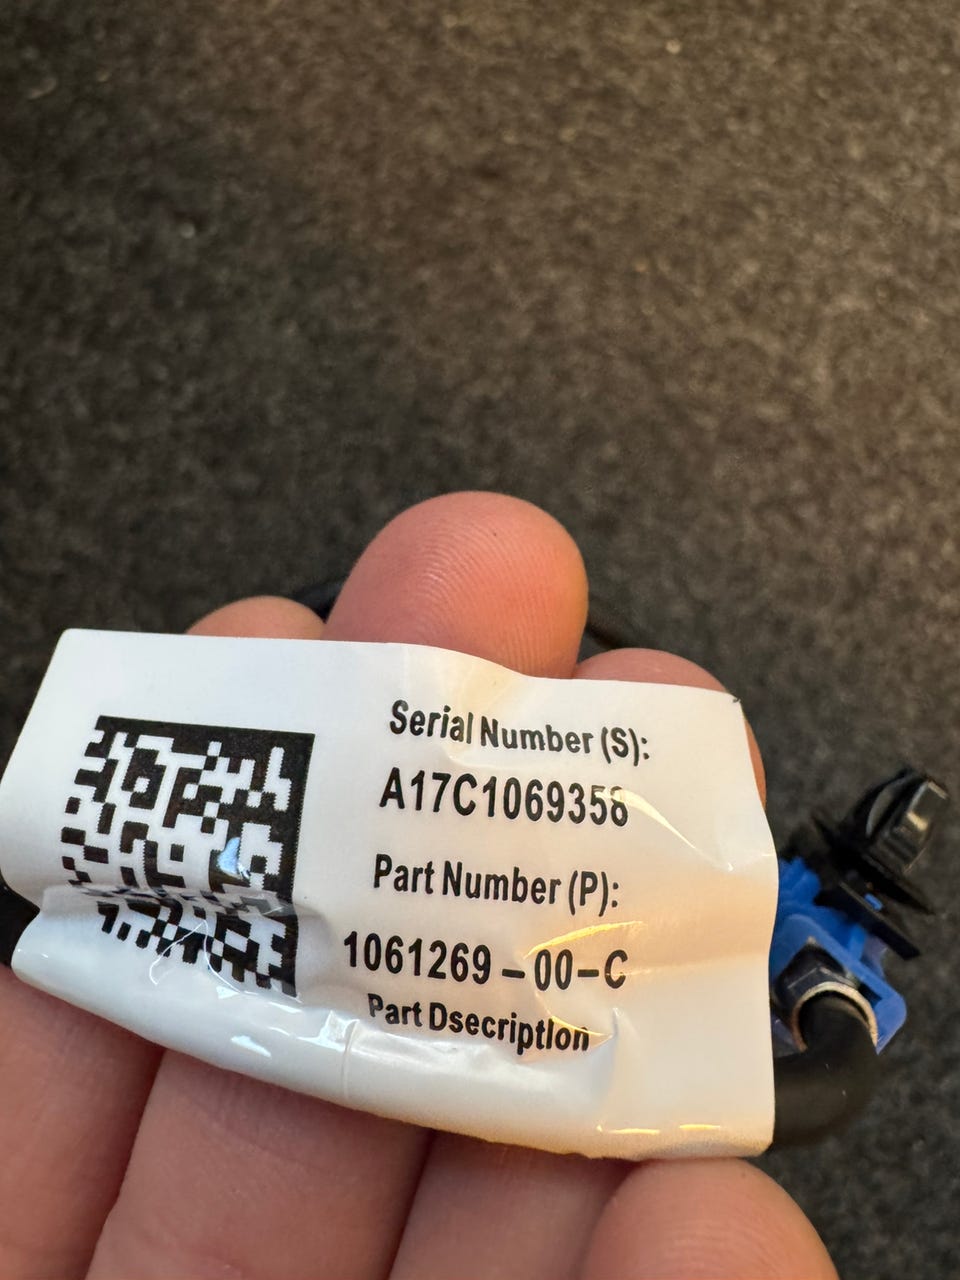 Serial Number (S):
A17C1069358
Part Number (P):
1061269-00-C
Part Dsecription